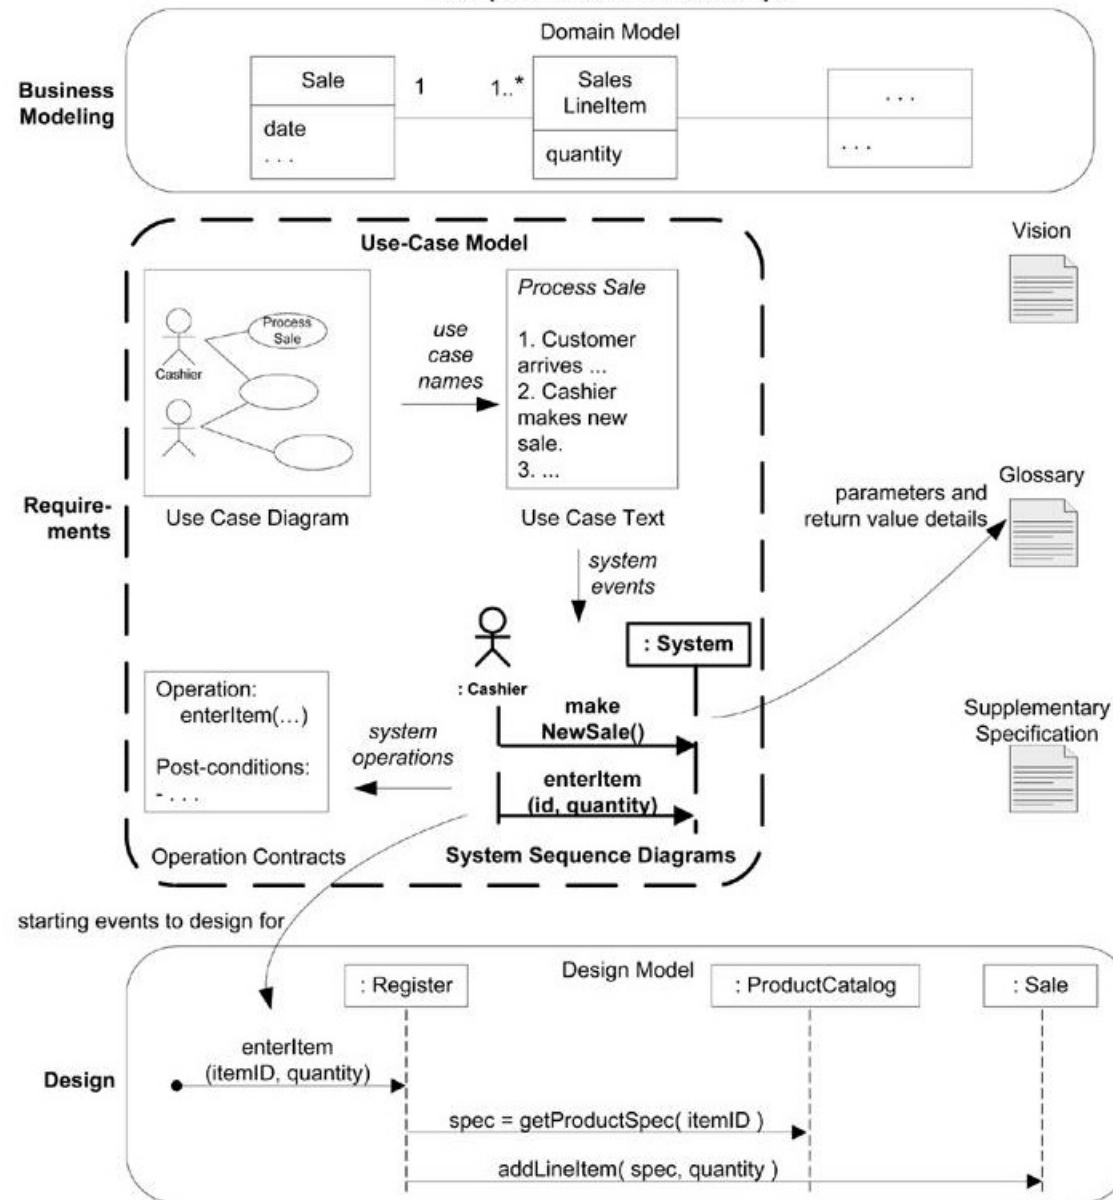 Domain Model
Business
Modeling
Sale
1
1..*
Sales
LineItem
. . .
date
. . .
quantity
. . .
Use-Case Model
Vision
Process
Sale
Cashier
use
case
names
Process Sale
1. Customer
arrives ...
2. Cashier
makes new
sale.
3. ...
Require-
ments
Use Case Diagram
Use Case Text
parameters and
return value details
Glossary
system
events
: System
: Cashier
make
NewSale()
enterItem
(id, quantity)
Operation:
enterItem(…)
Post-conditions:
- . . .
system
operations
Supplementary
Specification
Operation Contracts
System Sequence Diagrams
starting events to design for
Design Model
: Register
: ProductCatalog
: Sale
Design
enterItem
(itemID, quantity)
spec = getProductSpec( itemID )
addLineItem( spec, quantity )